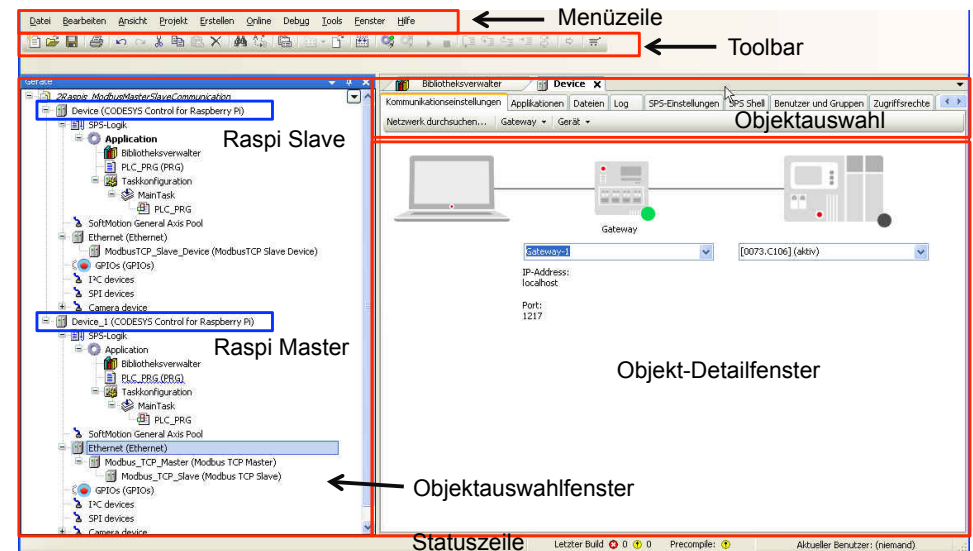 Datei Bearbeiten Ansicht Projekt Erstellen Online Debug Tools Fenster Hilfe
Menüzeile
Toolbar
Geräte
2Raspis_ModbusMasterSlaveCommunication
Device (CODESYS Control for Raspberry Pi)
SPS-Logik
Application
Bibliotheksverwalter
PLC_PRG (PRG)
Taskkonfiguration
MainTask
PLC_PRG
SoftMotion General Axis Pool
Ethernet (Ethernet)
ModbusTCP_Slave_Device (ModbusTCP Slave Device)
GPIOs (GPIOs)
I²C devices
SPI devices
Camera device
Raspi Slave
Device_1 (CODESYS Control for Raspberry Pi)
SPS-Logik
Application
Bibliotheksverwalter
PLC_PRG (PRG)
Taskkonfiguration
MainTask
PLC_PRG
SoftMotion General Axis Pool
Ethernet (Ethernet)
Modbus_TCP_Master (Modbus TCP Master)
Modbus_TCP_Slave (Modbus TCP Slave)
GPIOs (GPIOs)
I²C devices
SPI devices
Camera device
Raspi Master
Objektauswahlfenster
Bibliotheksverwalter Device X
Kommunikationseinstellungen Applikationen Dateien Log SPS-Einstellungen SPS Shell Benutzer und Gruppen Zugriffsrechte
Netzwerk durchsuchen... Gateway Gerät
Objektauswahl
Gateway
Gateway-1
[0073.C106] (aktiv)
IP-Address:
localhost
Port:
1217
Objekt-Detailfenster
Statuszeile
Letzter Build 0 0 Precompile: Aktueller Benutzer: (niemand)